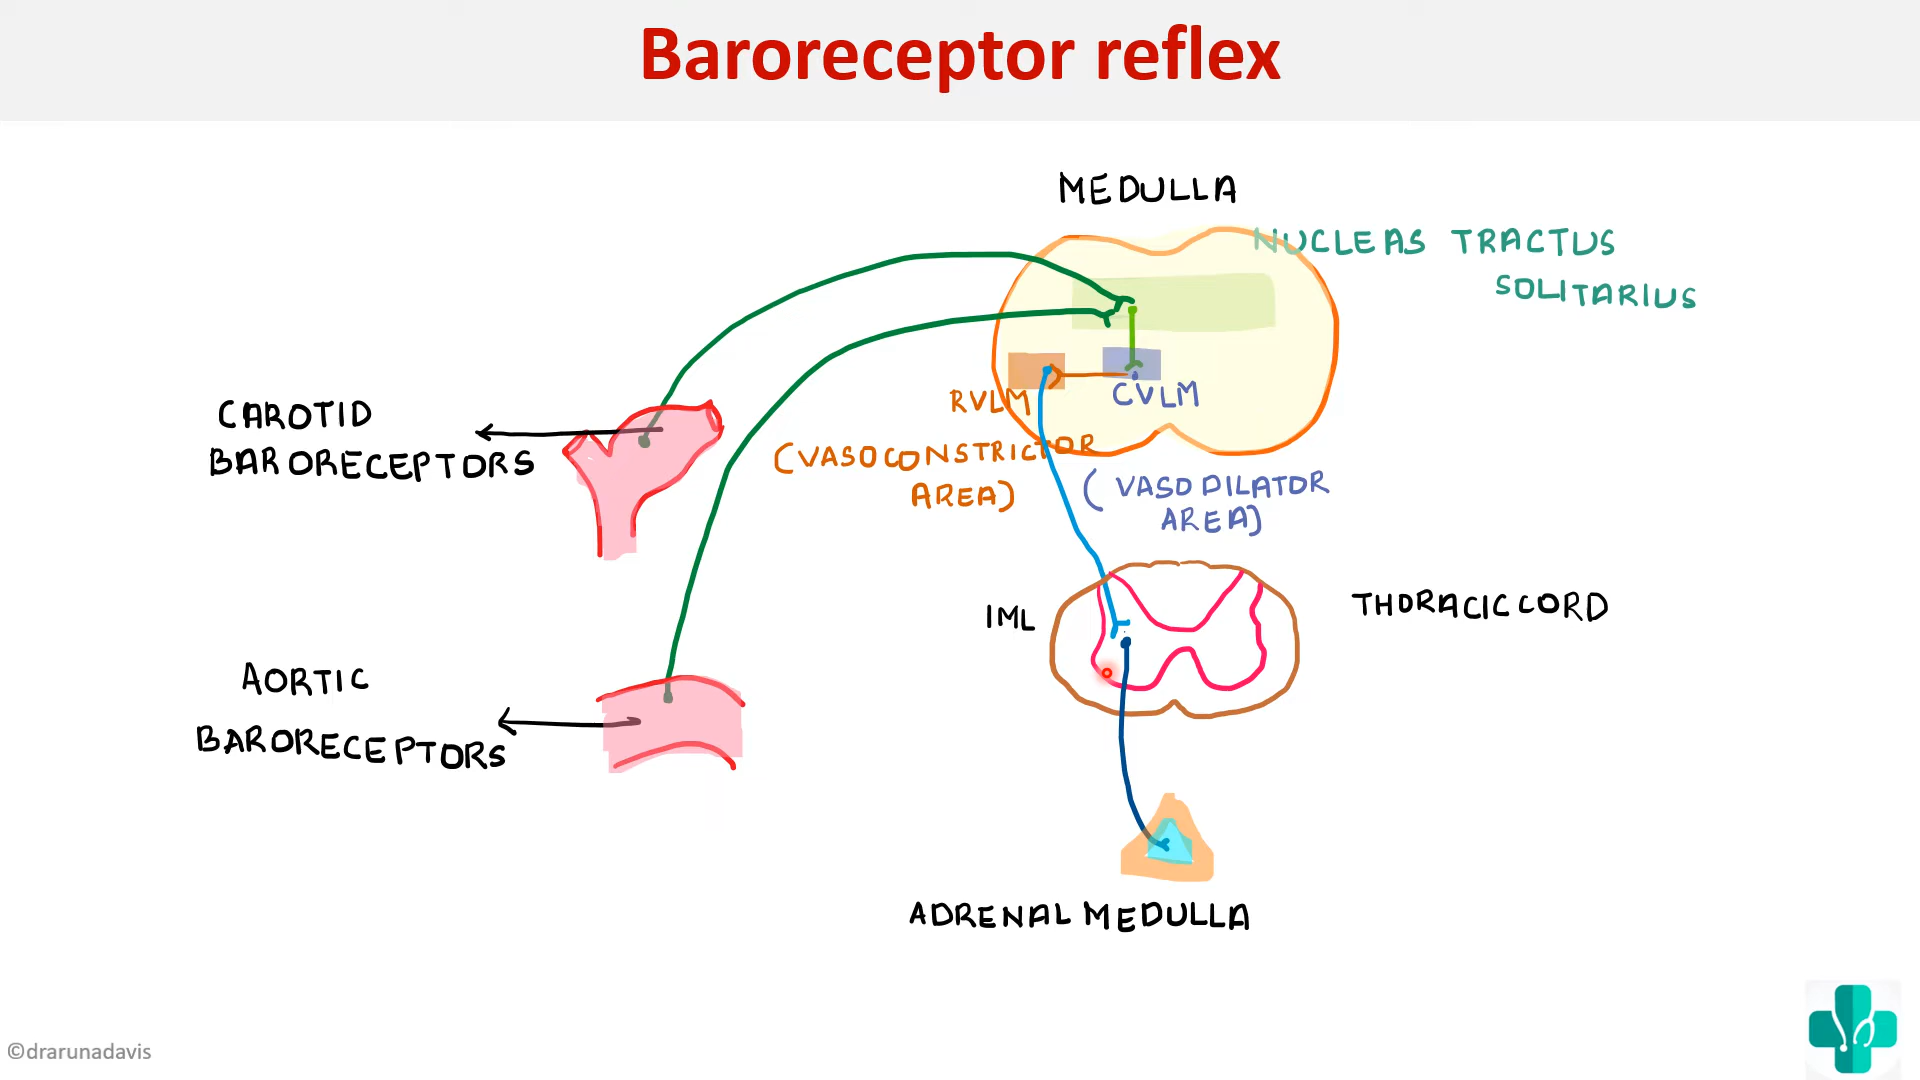 Baroreceptor reflex
MEDULLA
NUCLEAS TRACTUS
SOLITARIUS
CAROTID
BARORECEPTORS
RVLM
(VASOCONSTRICTOR
AREA)
CVLM
(VASODILATOR
AREA)
IML
THORACIC CORD
AORTIC
BARORECEPTORS
ADRENAL MEDULLA
©drarunadavis